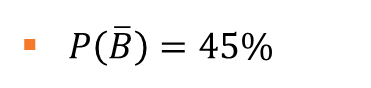 ▪ 𝑃(𝐵̅) = 45%